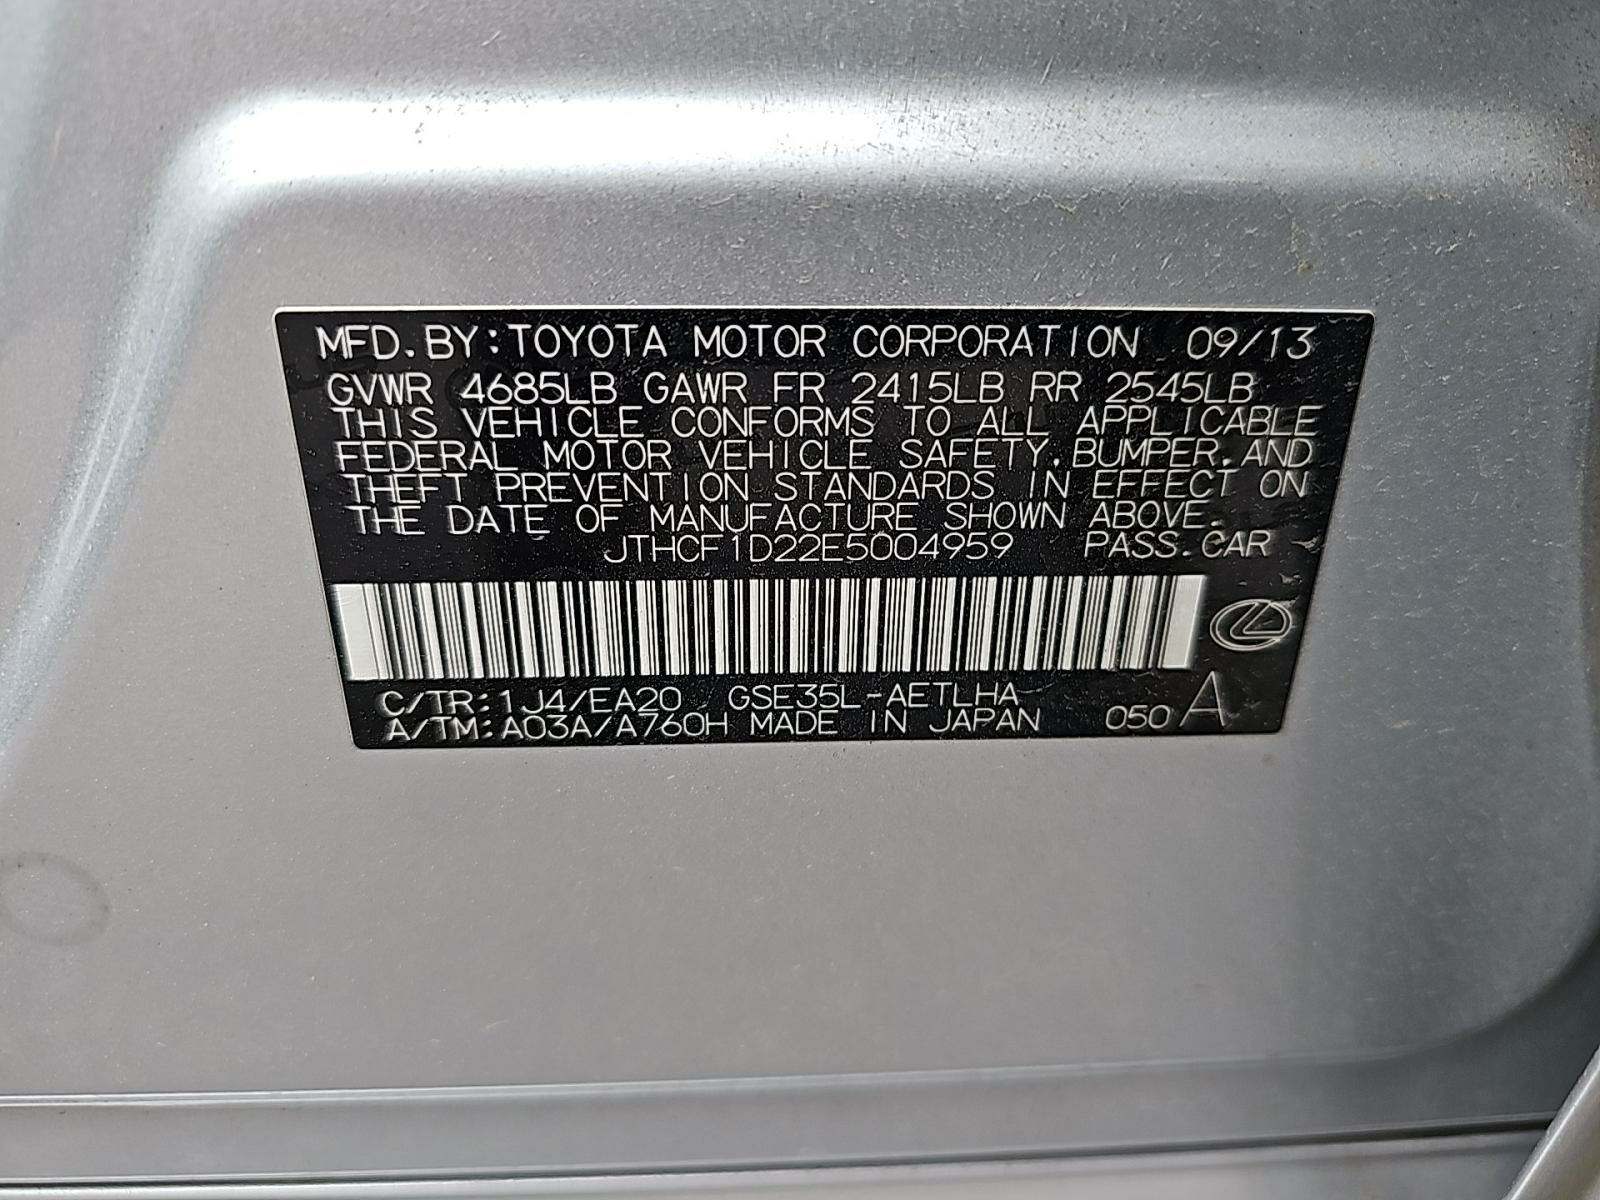 MFD. BY: TOYOTA MOTOR CORPORATION 09/13
GVWR 4685LB GAWR FR 2415LB RR 2545LB
THIS VEHICLE CONFORMS TO ALL APPLICABLE
FEDERAL MOTOR VEHICLE SAFETY, BUMPER, AND
THEFT PREVENTION STANDARDS IN EFFECT ON
THE DATE OF MANUFACTURE SHOWN ABOVE.
JTHCF1D22E5004959 PASS. CAR
C/TR: 1J4/EA20 GSE35L-AETLHA
A/TM: A03A/A760H MADE IN JAPAN 050 A